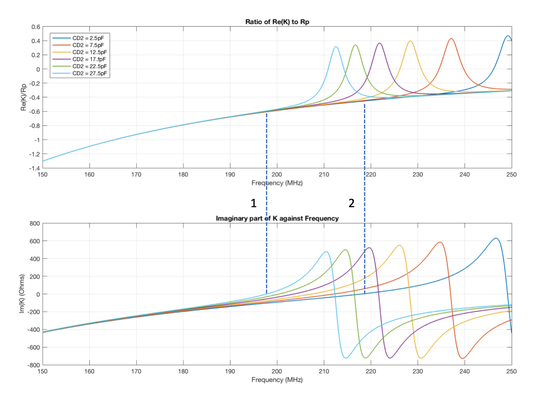 Ratio of Re(K) to Rp
0.6
0.4
0.2
0
-0.2
-0.4
-0.6
-0.8
-1
-1.2
-1.4
Re(K)/Rp
CD2 = 2.5pF
CD2 = 7.5pF
CD2 = 12.5pF
CD2 = 17.5pF
CD2 = 22.5pF
CD2 = 27.5pF
150 160 170 180 190 200 210 220 230 240 250
Frequency (MHz)
1 2
Imaginary part of K against Frequency
800
600
400
200
0
-200
-400
-600
-800
Im(K) (Ohms)
150 160 170 180 190 200 210 220 230 240 250
Frequency (MHz)